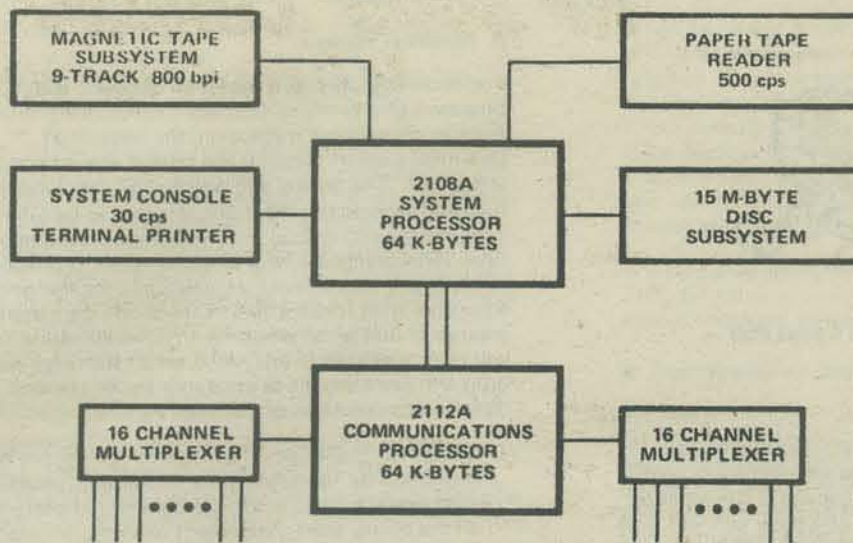 MAGNETIC TAPE
SUBSYSTEM
9-TRACK 800 bpi
PAPER TAPE
READER
500 cps
SYSTEM CONSOLE
30 cps
TERMINAL PRINTER
2108A
SYSTEM
PROCESSOR
64 K-BYTES
15 M-BYTE
DISC
SUBSYSTEM
16 CHANNEL
MULTIPLEXER
2112A
COMMUNICATIONS
PROCESSOR
64 K-BYTES
16 CHANNEL
MULTIPLEXER